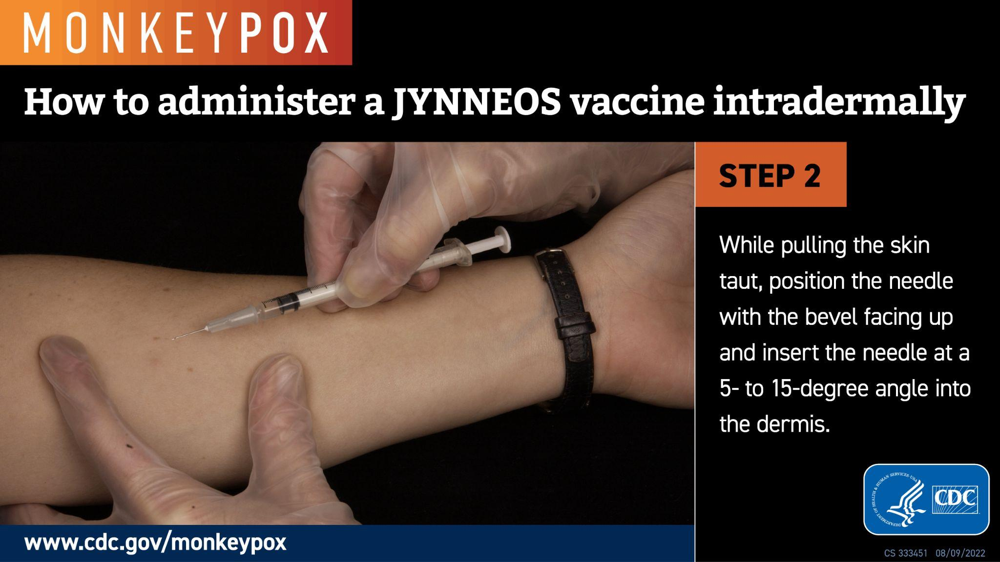 MONKEYPOX
How to administer a JYNNEOS vaccine intradermally
STEP 2
While pulling the skin
taut, position the needle
with the bevel facing up
and insert the needle at a
5- to 15-degree angle into
the dermis.
DEPARTMENT OF HEALTH & HUMAN SERVICES · USA
CDC
www.cdc.gov/monkeypox
CS 333451 08/09/2022